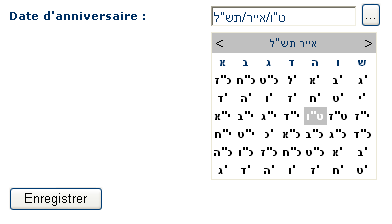 Date d'anniversaire : ט"ו/אייר/תש"ל ...
< אייר תש"ל >
א ב ג ד ה ו ש
כ"ז כ"ח כ"ט ל' א' ב' ג'
ד' ה' ו' ז' ח' ט' י'
י"א י"ב י"ג י"ד ט"ו ט"ז י"ז
י"ח י"ט כ' כ"א כ"ב כ"ג כ"ד
כ"ה כ"ו כ"ז כ"ח כ"ט א' ב'
ג' ד' ה' ו' ז' ח' ט'
Enregistrer